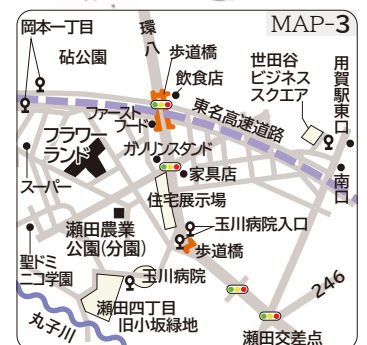 MAP-3
岡本一丁目
環八
砧公園
歩道橋
飲食店
世田谷
ビジネス
スクエア
用賀駅東口
東名高速道路
ファースト
フード
フラワー
ランド
ガソリンスタンド
家具店
スーパー
南口
住宅展示場
瀬田農業
公園(分園)
玉川病院入口
歩道橋
聖ドミ
ニコ学園
玉川病院
瀬田四丁目
旧小坂緑地
246
丸子川
瀬田交差点